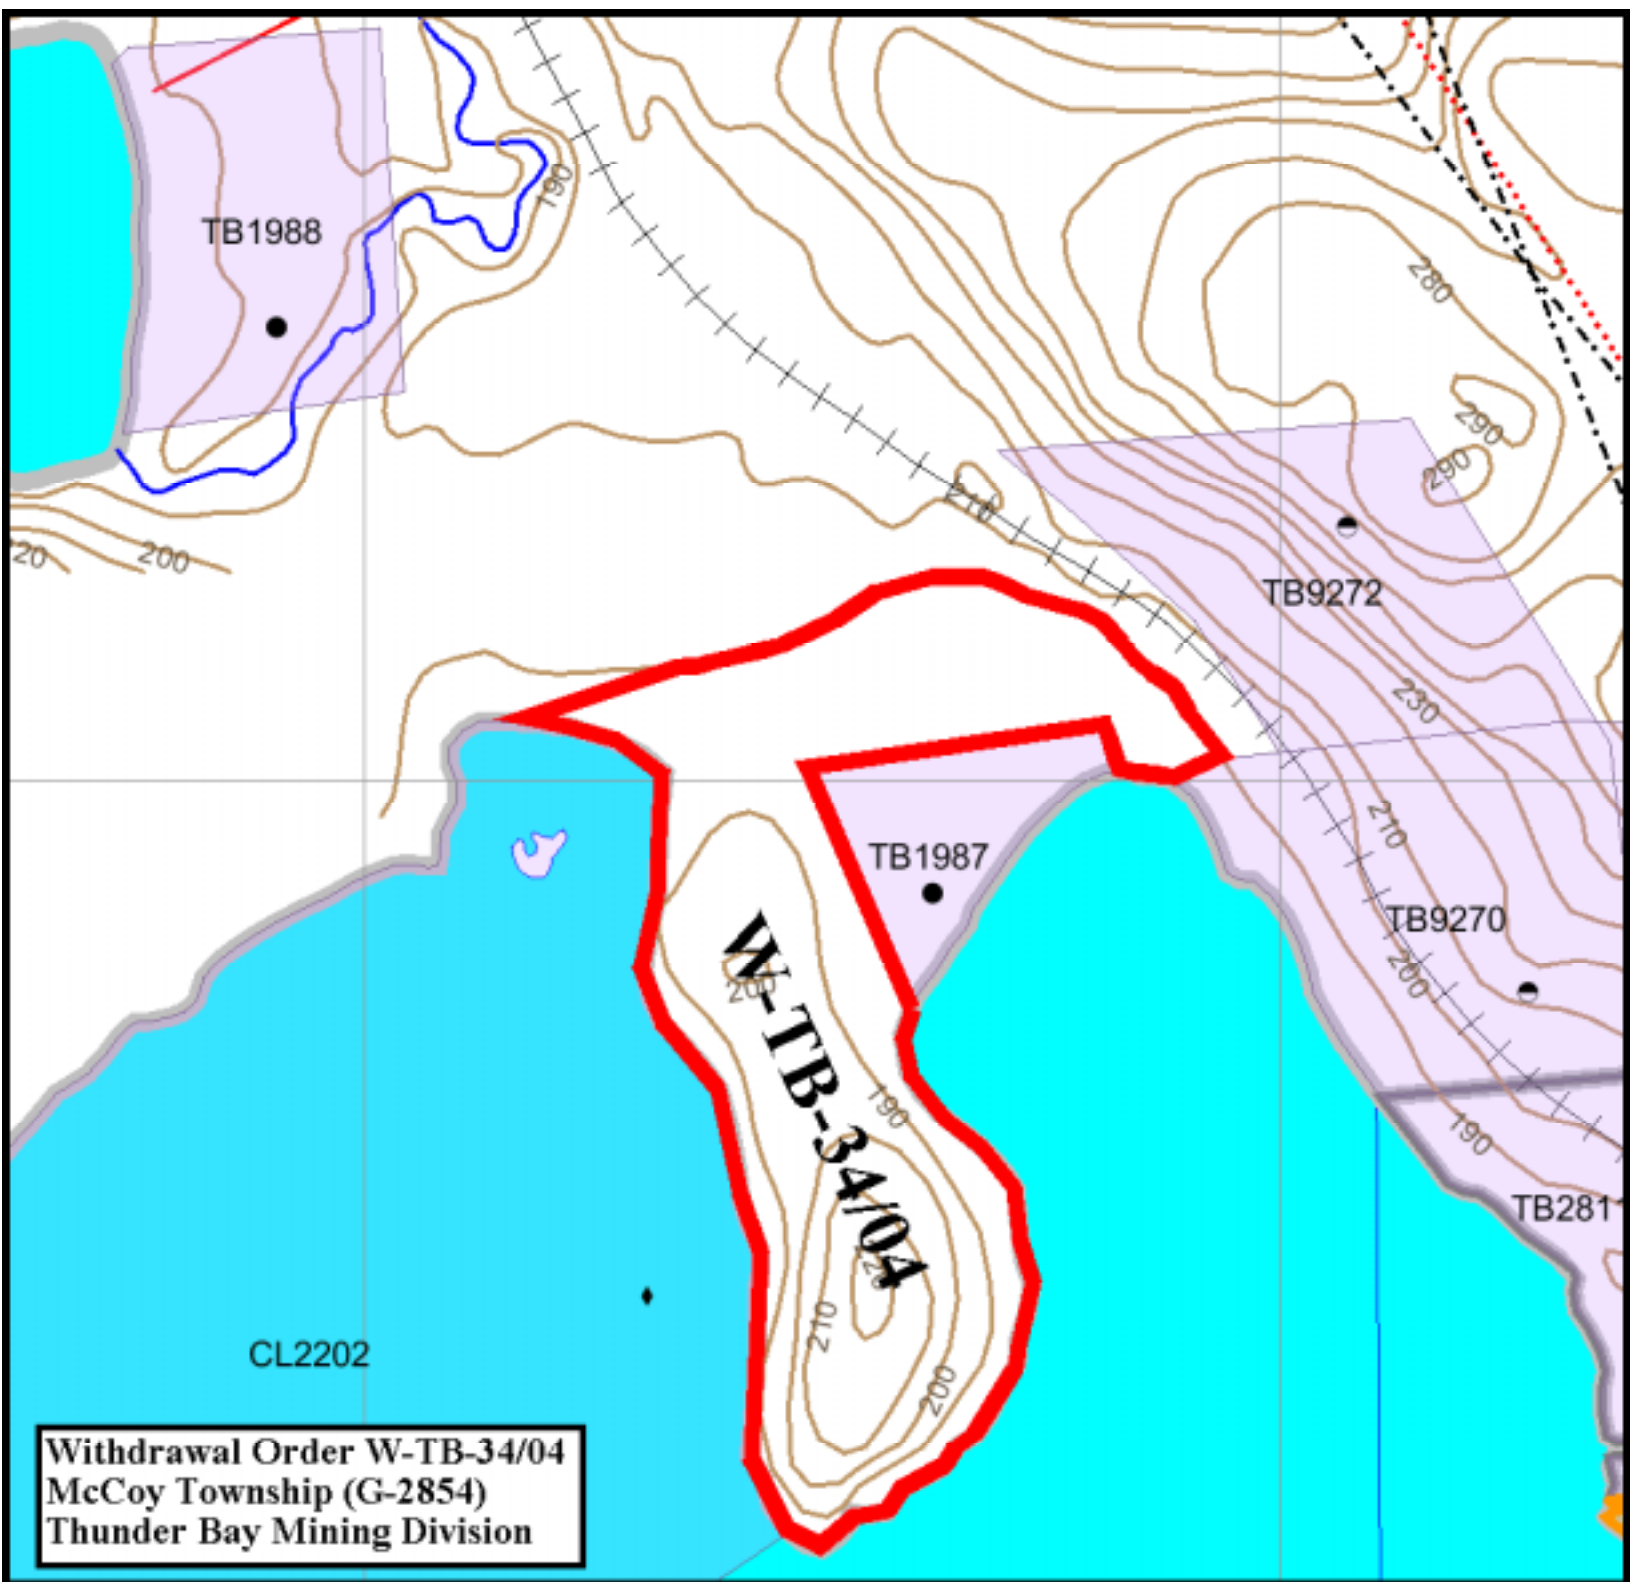 190
TB1988
280
290
290
210
20
200
TB9272
230
210
TB1987
TB9270
200
200
W-TB-34/04
190
190
TB281
210
200
CL2202
Withdrawal Order W-TB-34/04
McCoy Township (G-2854)
Thunder Bay Mining Division